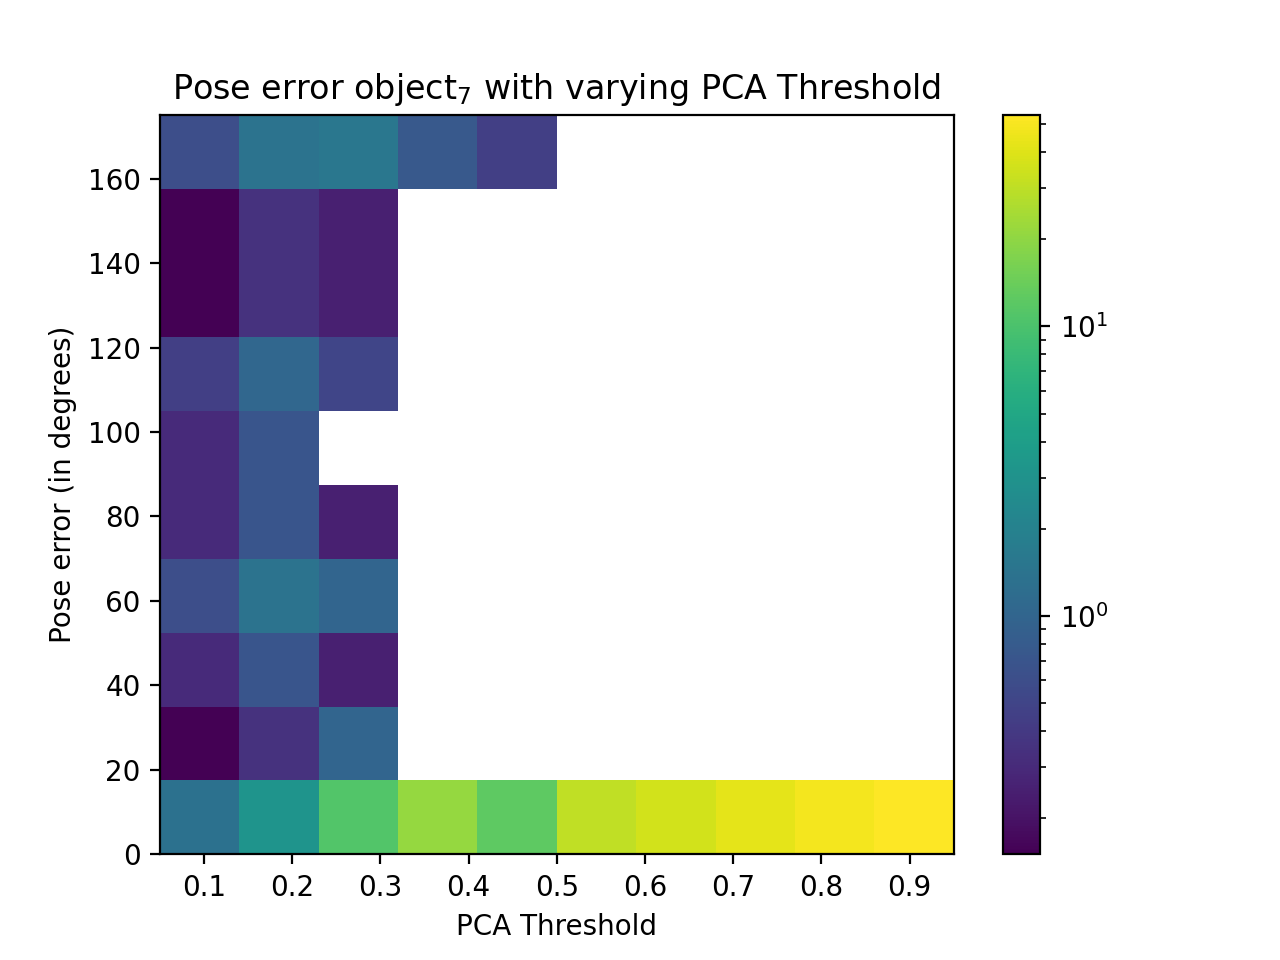 Pose error object₇ with varying PCA Threshold
160
140
120
100
80
60
40
20
0
Pose error (in degrees)
0.1 0.2 0.3 0.4 0.5 0.6 0.7 0.8 0.9
PCA Threshold
10¹
10⁰